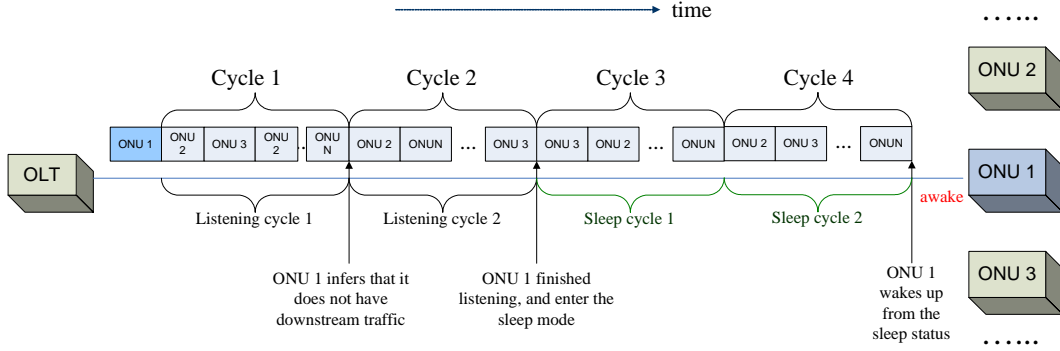 time
......
Cycle 1
Cycle 2
Cycle 3
Cycle 4
ONU 2
ONU 1
ONU
2
ONU 3
ONU
2
...
ONU
N
ONU 2
ONUN
...
ONU 3
ONU 3
ONU 2
...
ONUN
ONU 2
ONU 3
...
ONUN
OLT
ONU 1
awake
Listening cycle 1
Listening cycle 2
Sleep cycle 1
Sleep cycle 2
ONU 3
ONU 1 infers that it
does not have
downstream traffic
ONU 1 finished
listening, and enter the
sleep mode
ONU 1
wakes up
from the
sleep status
......